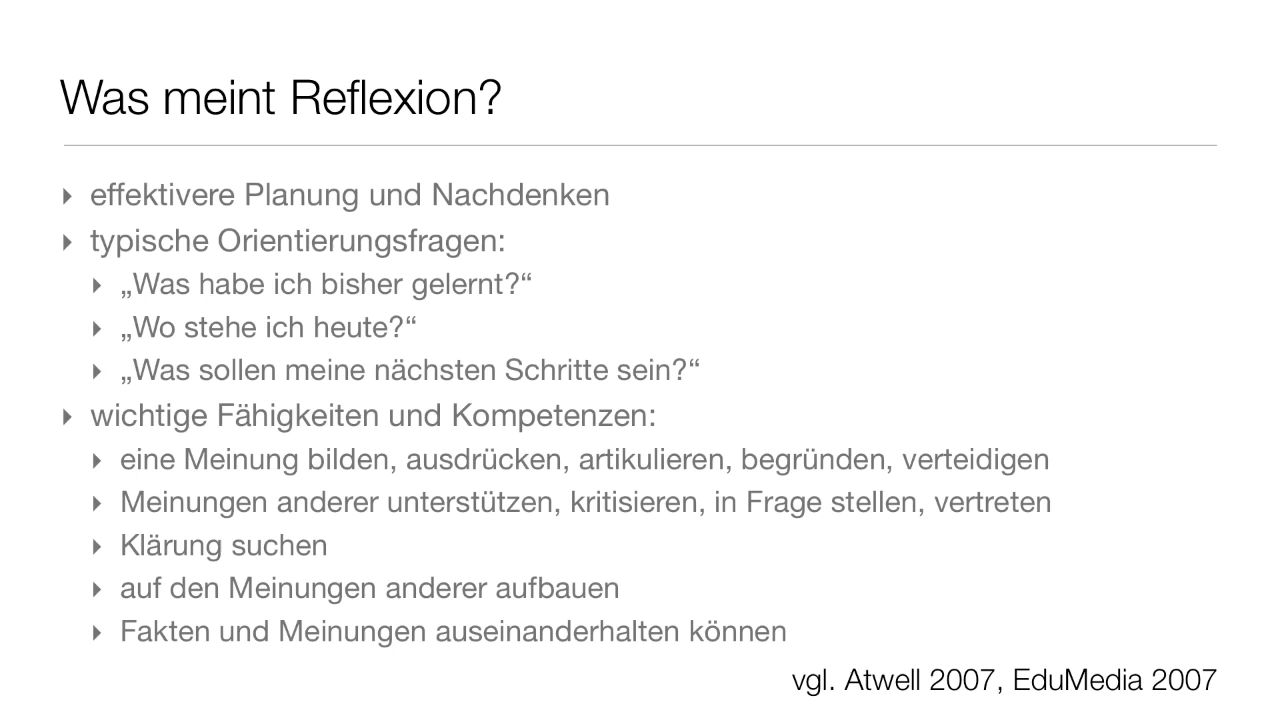 Was meint Reflexion?
‣ effektivere Planung und Nachdenken
‣ typische Orientierungsfragen:
‣ „Was habe ich bisher gelernt?“
‣ „Wo stehe ich heute?“
‣ „Was sollen meine nächsten Schritte sein?“
‣ wichtige Fähigkeiten und Kompetenzen:
‣ eine Meinung bilden, ausdrücken, artikulieren, begründen, verteidigen
‣ Meinungen anderer unterstützen, kritisieren, in Frage stellen, vertreten
‣ Klärung suchen
‣ auf den Meinungen anderer aufbauen
‣ Fakten und Meinungen auseinanderhalten können
vgl. Atwell 2007, EduMedia 2007